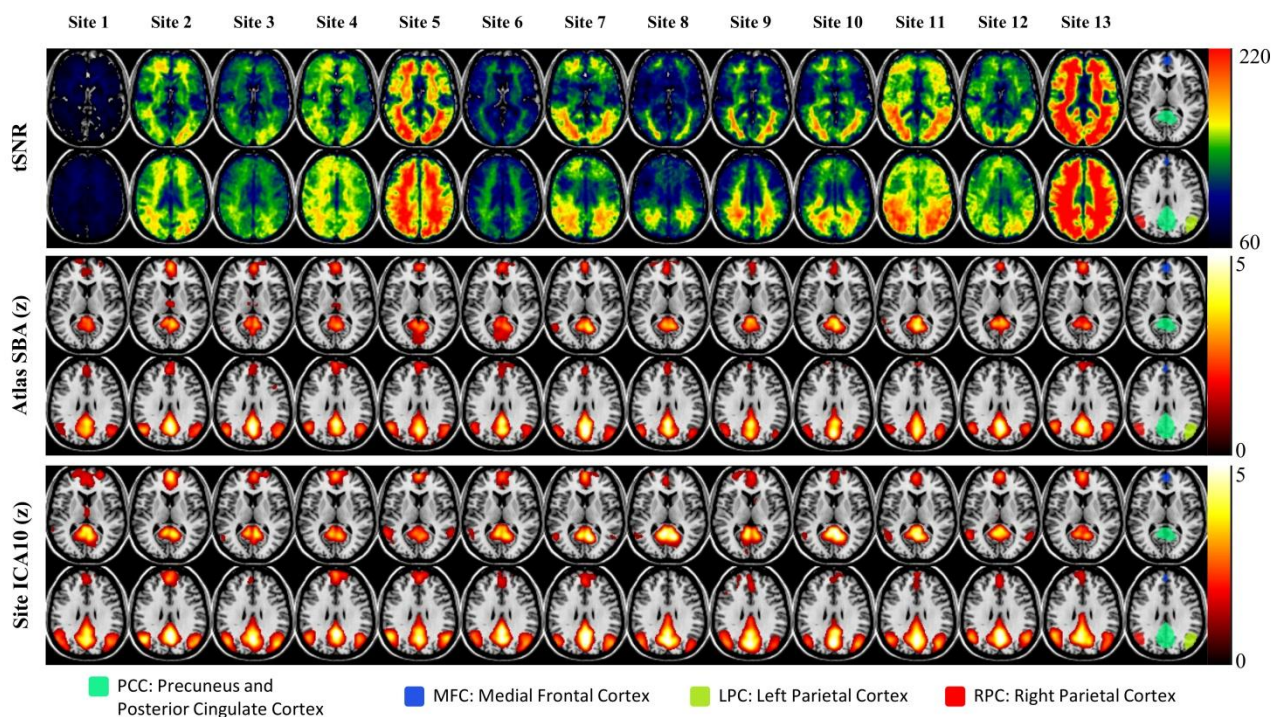 Site 1 Site 2 Site 3 Site 4 Site 5 Site 6 Site 7 Site 8 Site 9 Site 10 Site 11 Site 12 Site 13
tSNR
220
60
Atlas SBA (z)
5
0
Site ICA10 (z)
5
0
PCC: Precuneus and
Posterior Cingulate Cortex
MFC: Medial Frontal Cortex
LPC: Left Parietal Cortex
RPC: Right Parietal Cortex